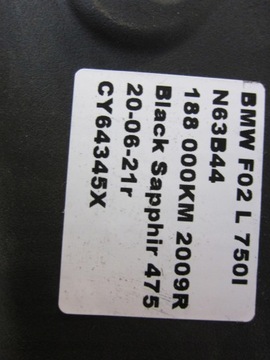 BMW F02 L 750I
N63B44
188 000KM 2009R
Black Sapphir 475
20-06-21r
CY64345X